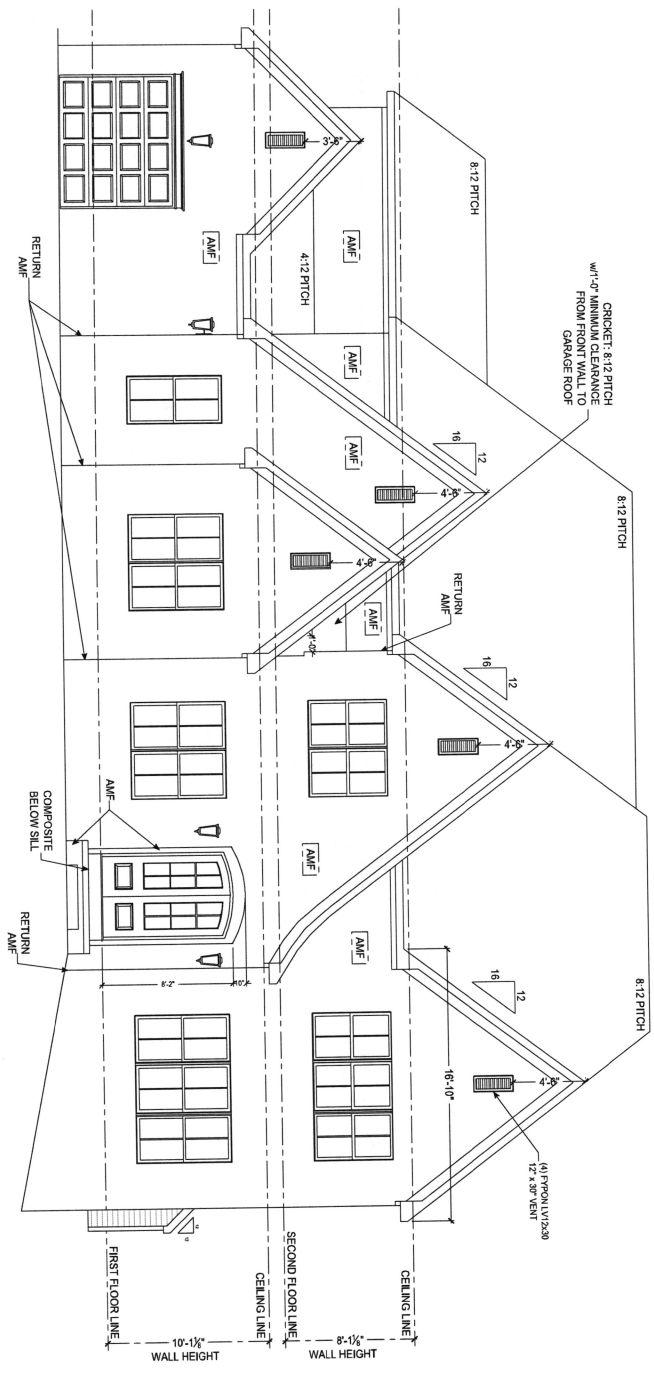 8:12 PITCH
CRICKET: 8:12 PITCH
w/1'-0" MINIMUM CLEARANCE
FROM FRONT WALL TO
GARAGE ROOF
8:12 PITCH
8:12 PITCH
3'-6"
4:12 PITCH
AMF
AMF
AMF
AMF
16
12
4'-6"
4'-6"
RETURN
AMF
AMF
1'-0"
16
12
4'-6"
AMF
AMF
16
12
16'-10"
4'-6"
(4) FYPON LV12x30
12" x 30" VENT
RETURN
AMF
AMF
COMPOSITE
BELOW SILL
RETURN
AMF
8'-2"
10"
CEILING LINE
SECOND FLOOR LINE
CEILING LINE
FIRST FLOOR LINE
8'-1⅛"
WALL HEIGHT
10'-1⅛"
WALL HEIGHT